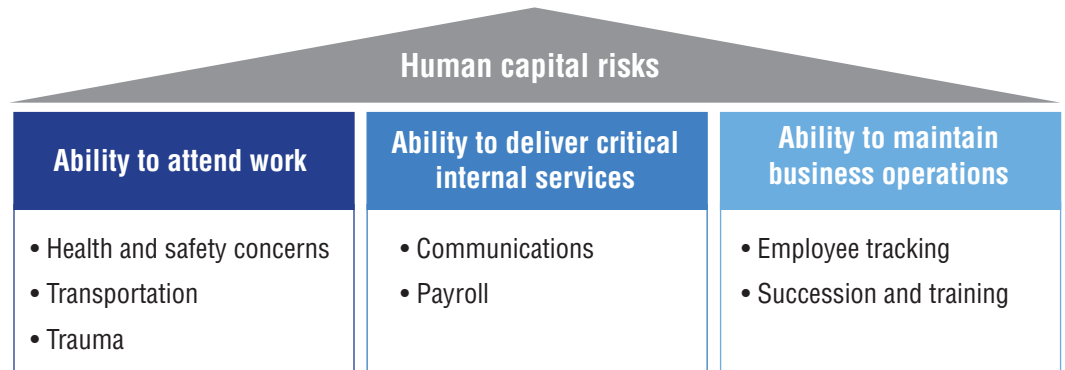 Human capital risks
Ability to attend work
• Health and safety concerns
• Transportation
• Trauma
Ability to deliver critical
internal services
• Communications
• Payroll
Ability to maintain
business operations
• Employee tracking
• Succession and training